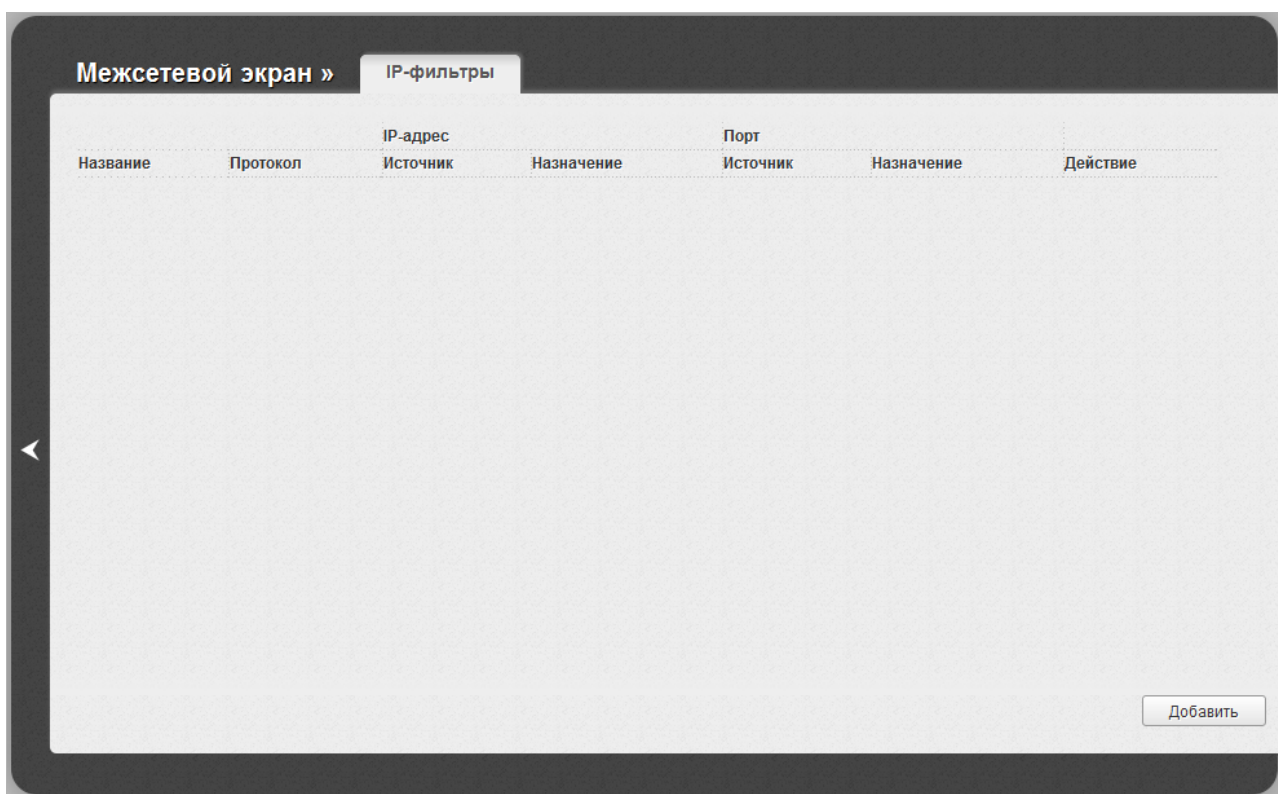 Межсетевой экран » IP-фильтры
IP-адрес Порт
Название Протокол Источник Назначение Источник Назначение Действие
Добавить